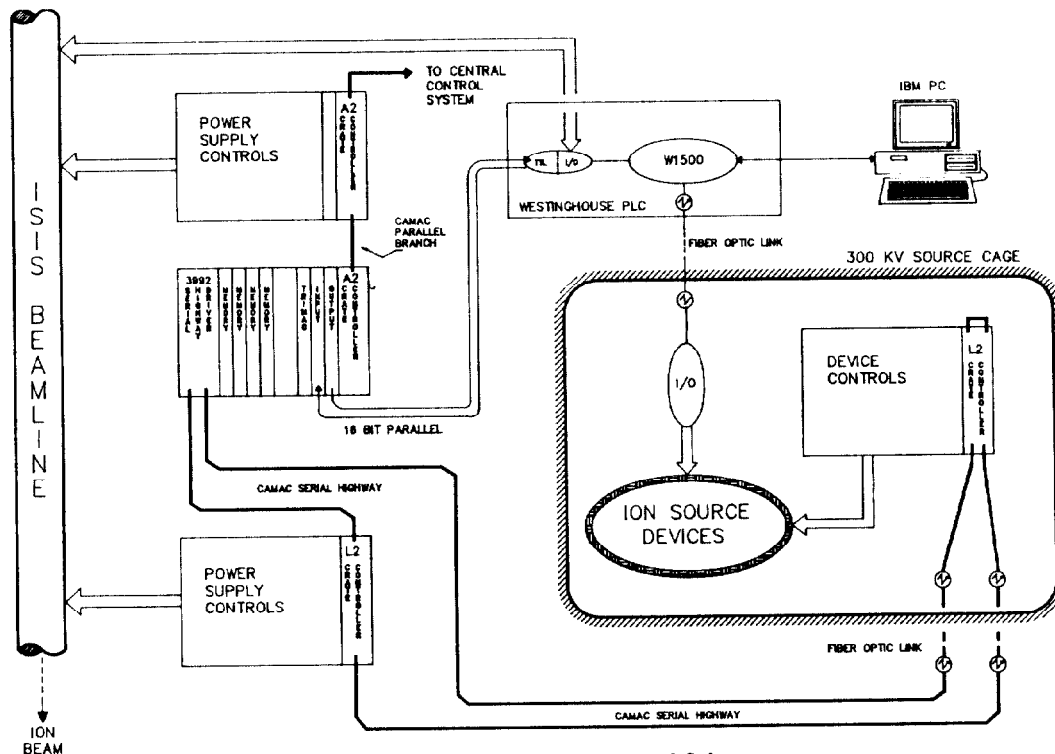 TO CENTRAL
CONTROL
SYSTEM
IBM PC
POWER
SUPPLY
CONTROLS
A2
CRATE
CONTROLLER
TTL
I/O
W1500
WESTINGHOUSE PLC
CAMAC
PARALLEL
BRANCH
FIBER OPTIC LINK
300 KV SOURCE CAGE
ISIS BEAMLINE
3992
SERIAL
HIGHWAY
DRIVER
MEMORY
MEMORY
MEMORY
MEMORY
TRIMAC
INPUT
OUTPUT
A2
CRATE
CONTROLLER
DEVICE
CONTROLS
L2
CRATE
CONTROLLER
I/O
16 BIT PARALLEL
CAMAC SERIAL HIGHWAY
ION SOURCE
DEVICES
POWER
SUPPLY
CONTROLS
L2
CRATE
CONTROLLER
FIBER OPTIC LINK
CAMAC SERIAL HIGHWAY
ION
BEAM